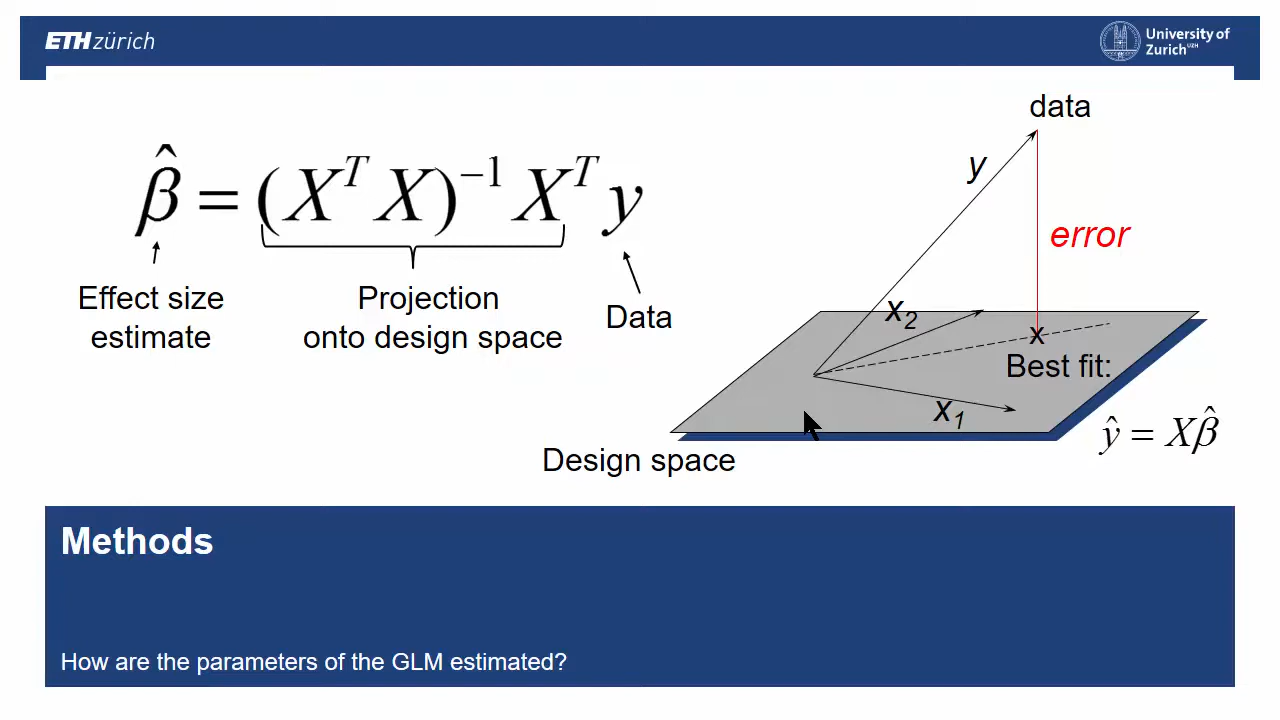 ETH zürich
University of
Zurich UZH
data
y
β̂ = (XᵀX)⁻¹Xᵀy
error
Effect size
estimate
Projection
onto design space
Data
x₂
x
Best fit:
x₁
ŷ = Xβ̂
Design space
Methods
How are the parameters of the GLM estimated?